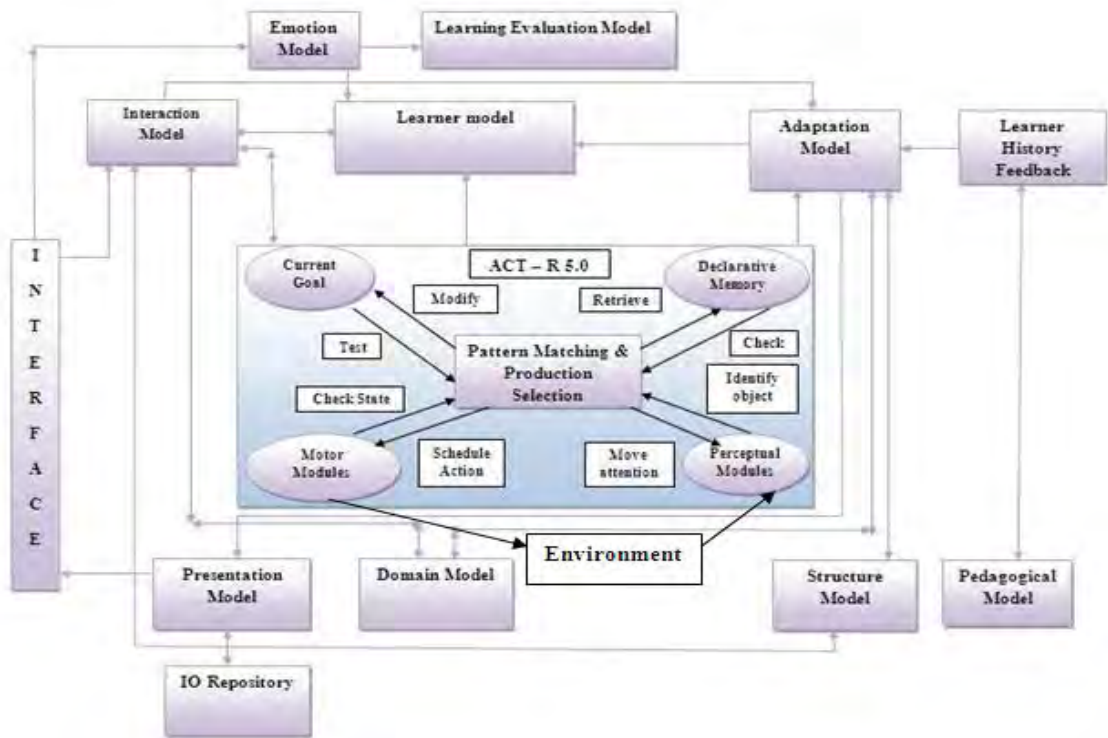 Emotion
Model
Learning Evaluation Model
Interaction
Model
Learner model
Adaptation
Model
Learner
History
Feedback
I
N
T
E
R
F
A
C
E
ACT – R 5.0
Current
Goal
Declarative
Memory
Modify
Retrieve
Test
Check
Pattern Matching &
Production
Selection
Identify
object
Check State
Motor
Modules
Schedule
Action
Move
attention
Perceptual
Modules
Environment
Presentation
Model
Domain Model
Structure
Model
Pedagogical
Model
IO Repository